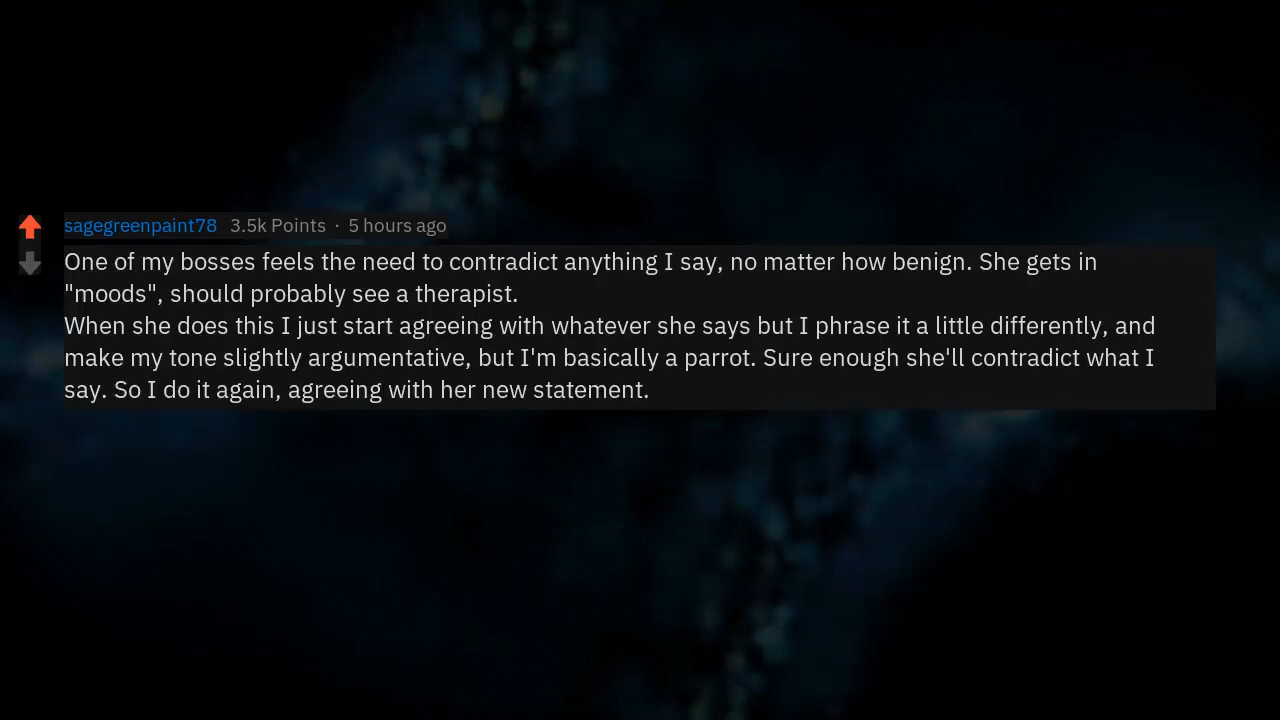 sagegreenpaint78 3.5k Points · 5 hours ago
One of my bosses feels the need to contradict anything I say, no matter how benign. She gets in
"moods", should probably see a therapist.
When she does this I just start agreeing with whatever she says but I phrase it a little differently, and
make my tone slightly argumentative, but I'm basically a parrot. Sure enough she'll contradict what I
say. So I do it again, agreeing with her new statement.